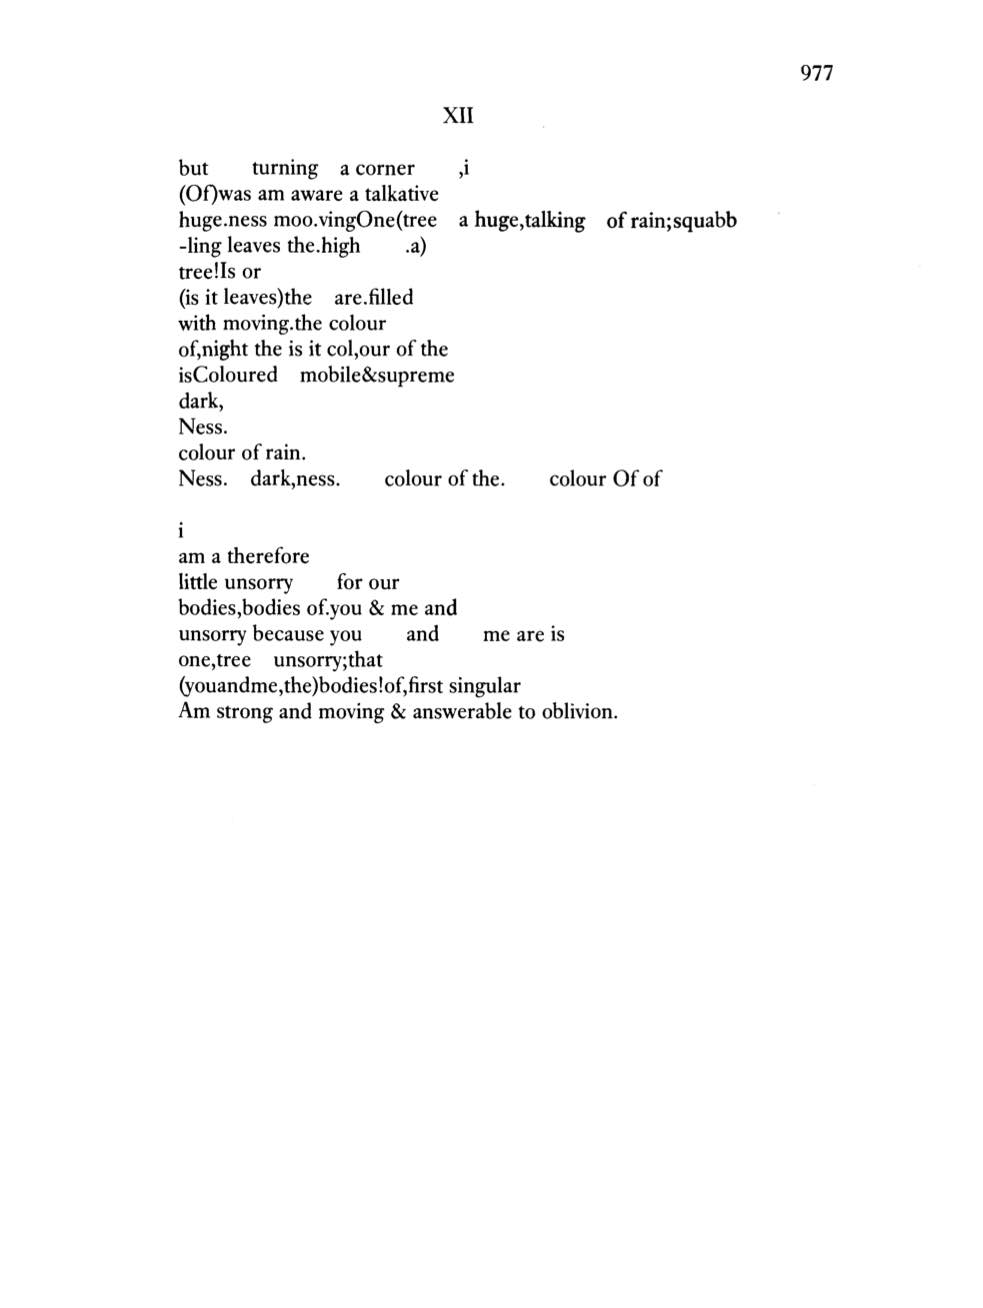 977
XII
but turning a corner ,i
(Of)was am aware a talkative
huge.ness moo.vingOne(tree a huge,talking of rain;squabb
-ling leaves the.high .a)
tree!Is or
(is it leaves)the are.filled
with moving.the colour
of,night the is it col,our of the
isColoured mobile&supreme
dark,
Ness.
colour of rain.
Ness. dark,ness. colour of the. colour Of of
i
am a therefore
little unsorry for our
bodies,bodies of.you & me and
unsorry because you and me are is
one,tree unsorry;that
(youandme,the)bodies!of,first singular
Am strong and moving & answerable to oblivion.